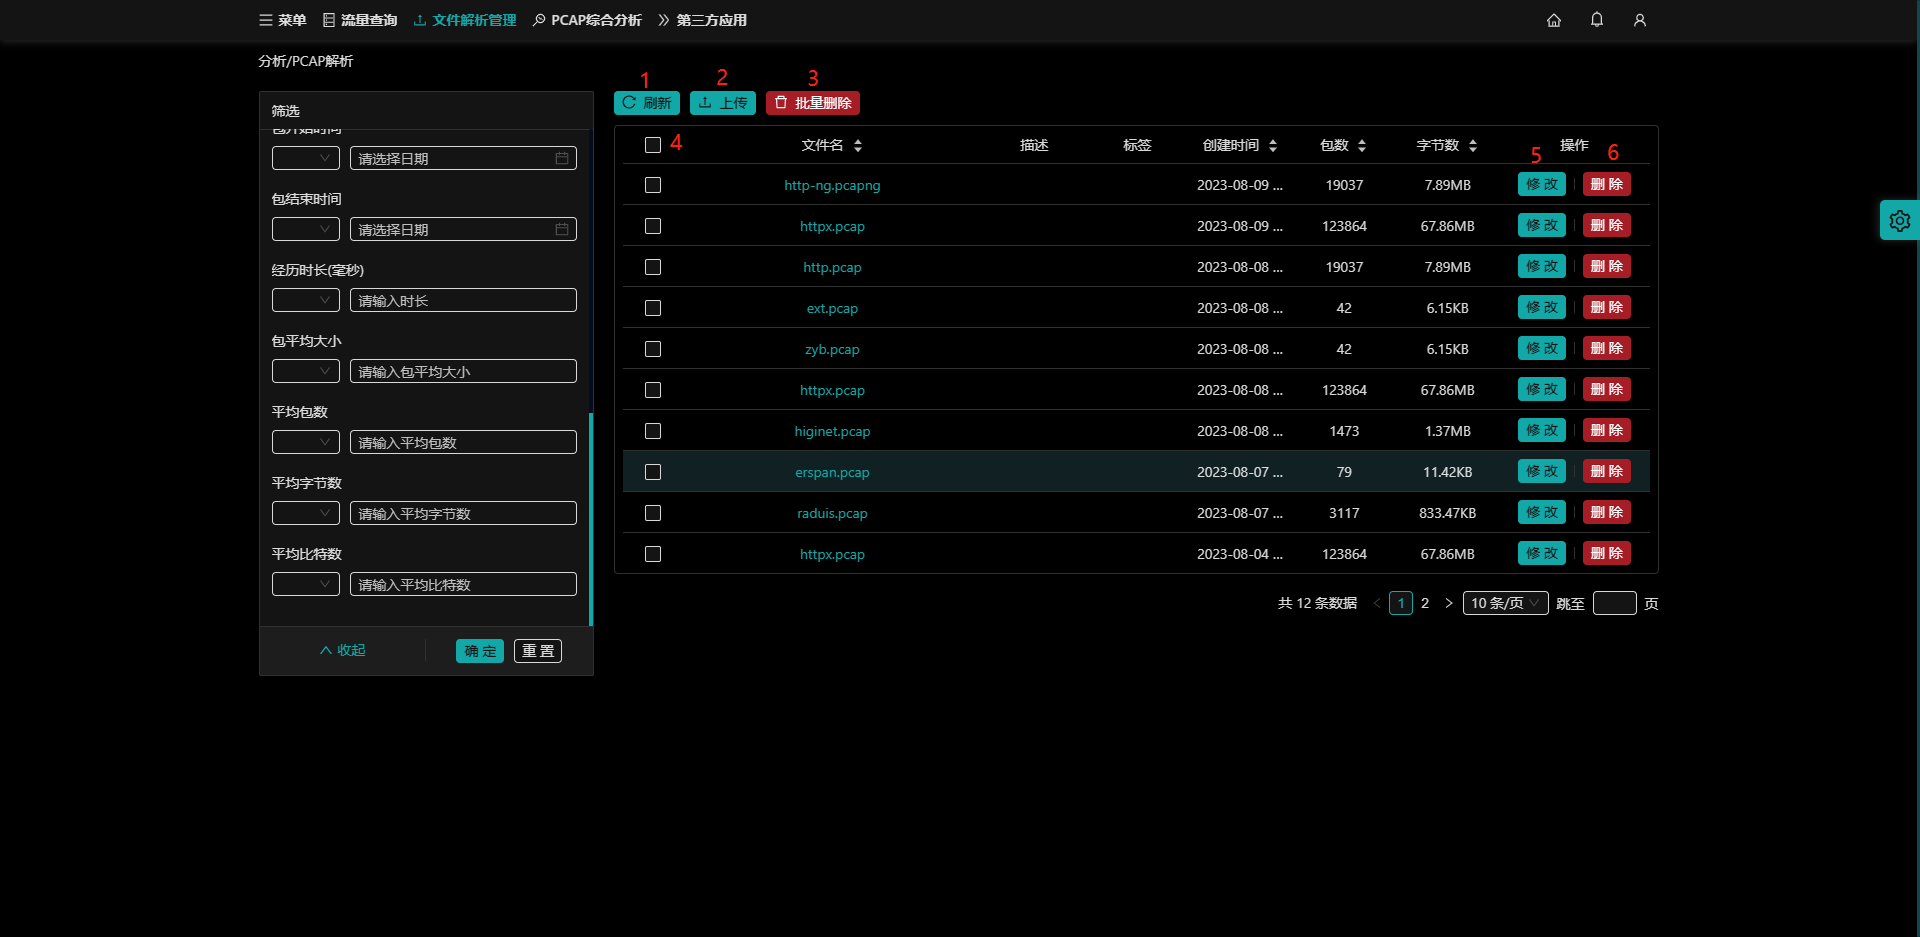 菜单 流量查询 文件解析管理 PCAP综合分析 第三方应用
分析/PCAP解析
筛选
包开始时间
请选择日期
包结束时间
请选择日期
经历时长(毫秒)
请输入时长
包平均大小
请输入包平均大小
平均包数
请输入平均包数
平均字节数
请输入平均字节数
平均比特数
请输入平均比特数
收起 确 定 重 置
1 2 3
刷新 上传 批量删除
4 文件名 描述 标签 创建时间 包数 字节数 操作
5 6
http-ng.pcapng 2023-08-09 ... 19037 7.89MB 修 改 删 除
httpx.pcap 2023-08-09 ... 123864 67.86MB 修 改 删 除
http.pcap 2023-08-08 ... 19037 7.89MB 修 改 删 除
ext.pcap 2023-08-08 ... 42 6.15KB 修 改 删 除
zyb.pcap 2023-08-08 ... 42 6.15KB 修 改 删 除
httpx.pcap 2023-08-08 ... 123864 67.86MB 修 改 删 除
higinet.pcap 2023-08-08 ... 1473 1.37MB 修 改 删 除
erspan.pcap 2023-08-07 ... 79 11.42KB 修 改 删 除
raduis.pcap 2023-08-07 ... 3117 833.47KB 修 改 删 除
httpx.pcap 2023-08-04 ... 123864 67.86MB 修 改 删 除
共 12 条数据 < 1 2 > 10 条/页 跳至 页